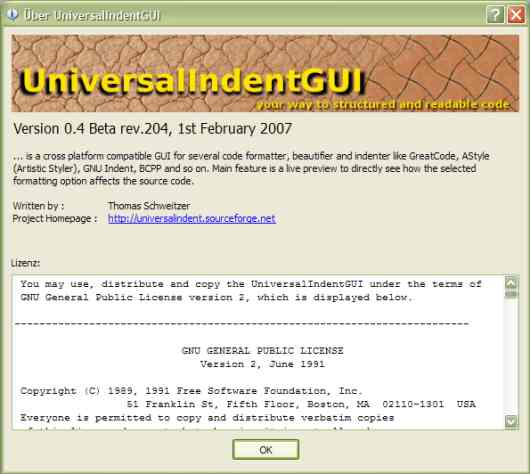 Über UniversalIndentGUI
UniversalIndentGUI
your way to structured and readable code
Version 0.4 Beta rev.204, 1st February 2007
... is a cross platform compatible GUI for several code formatter, beautifier and indenter like GreatCode, AStyle
(Artistic Styler), GNU Indent, BCPP and so on. Main feature is a live preview to directly see how the selected
formatting option affects the source code.
Written by : Thomas Schweitzer
Project Homepage : http://universalindent.sourceforge.net
Lizenz:
You may use, distribute and copy the UniversalIndentGUI under the terms of
GNU General Public License version 2, which is displayed below.
---------------------------------------------------------------------------
GNU GENERAL PUBLIC LICENSE
Version 2, June 1991
Copyright (C) 1989, 1991 Free Software Foundation, Inc.
51 Franklin St, Fifth Floor, Boston, MA 02110-1301 USA
Everyone is permitted to copy and distribute verbatim copies
OK